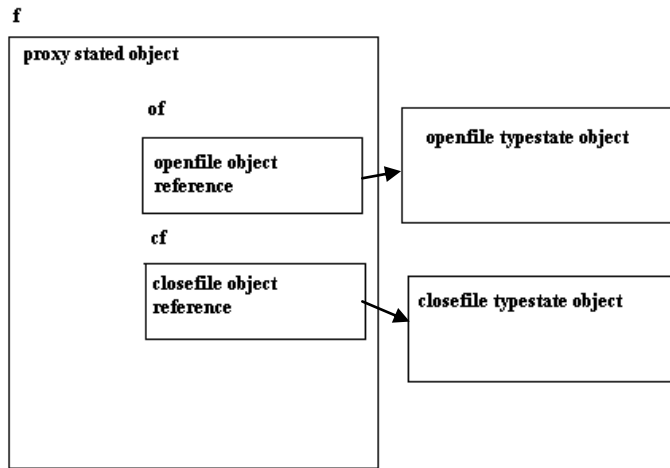 f
proxy stated object
of
openfile object
reference
openfile typestate object
cf
closefile object
reference
closefile typestate object